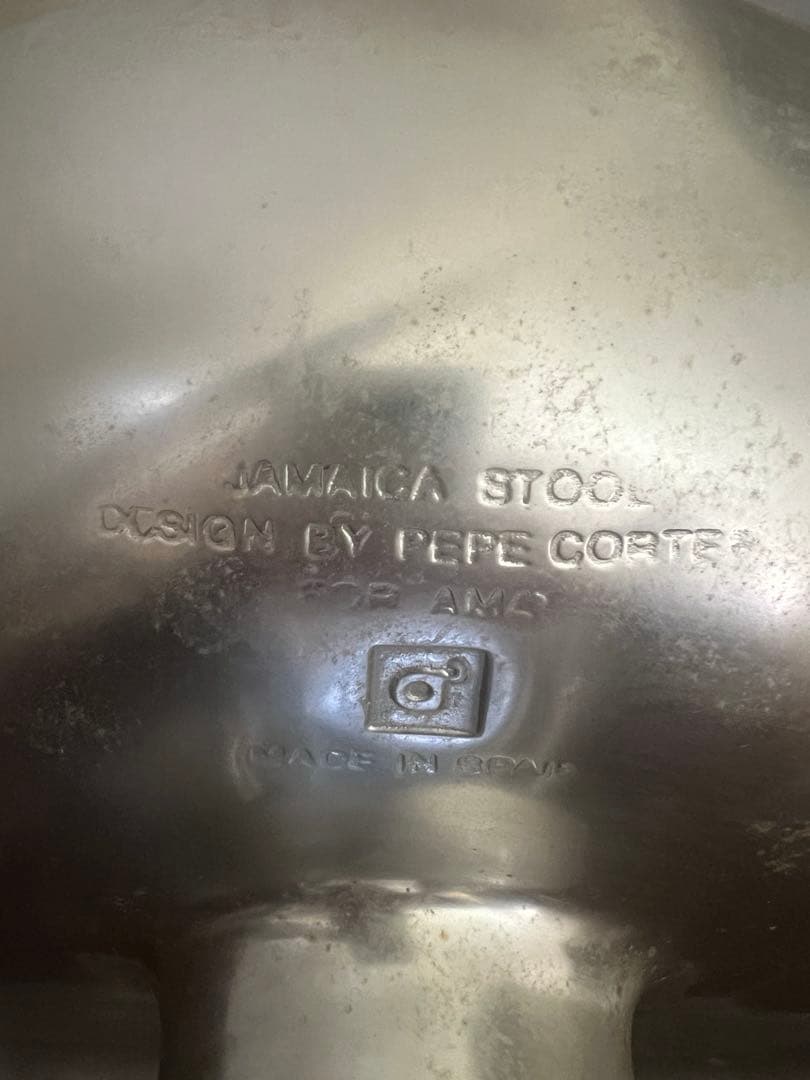 JAMAICA STOOL
DESIGN BY PEPE CORTES
FOR AMAT
MADE IN SPAIN